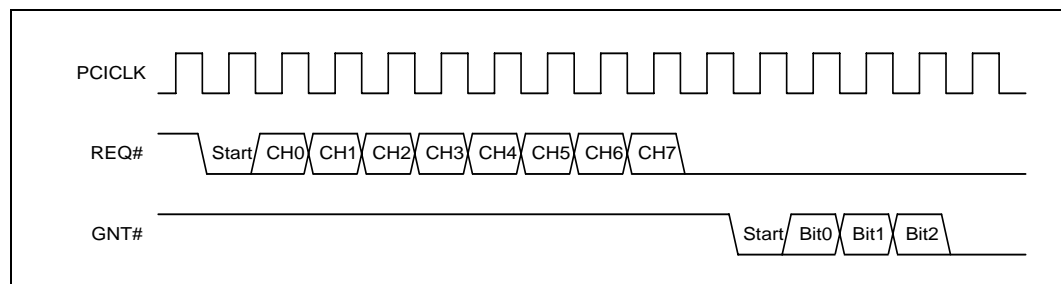 PCICLK
REQ# Start CH0 CH1 CH2 CH3 CH4 CH5 CH6 CH7
GNT# Start Bit0 Bit1 Bit2